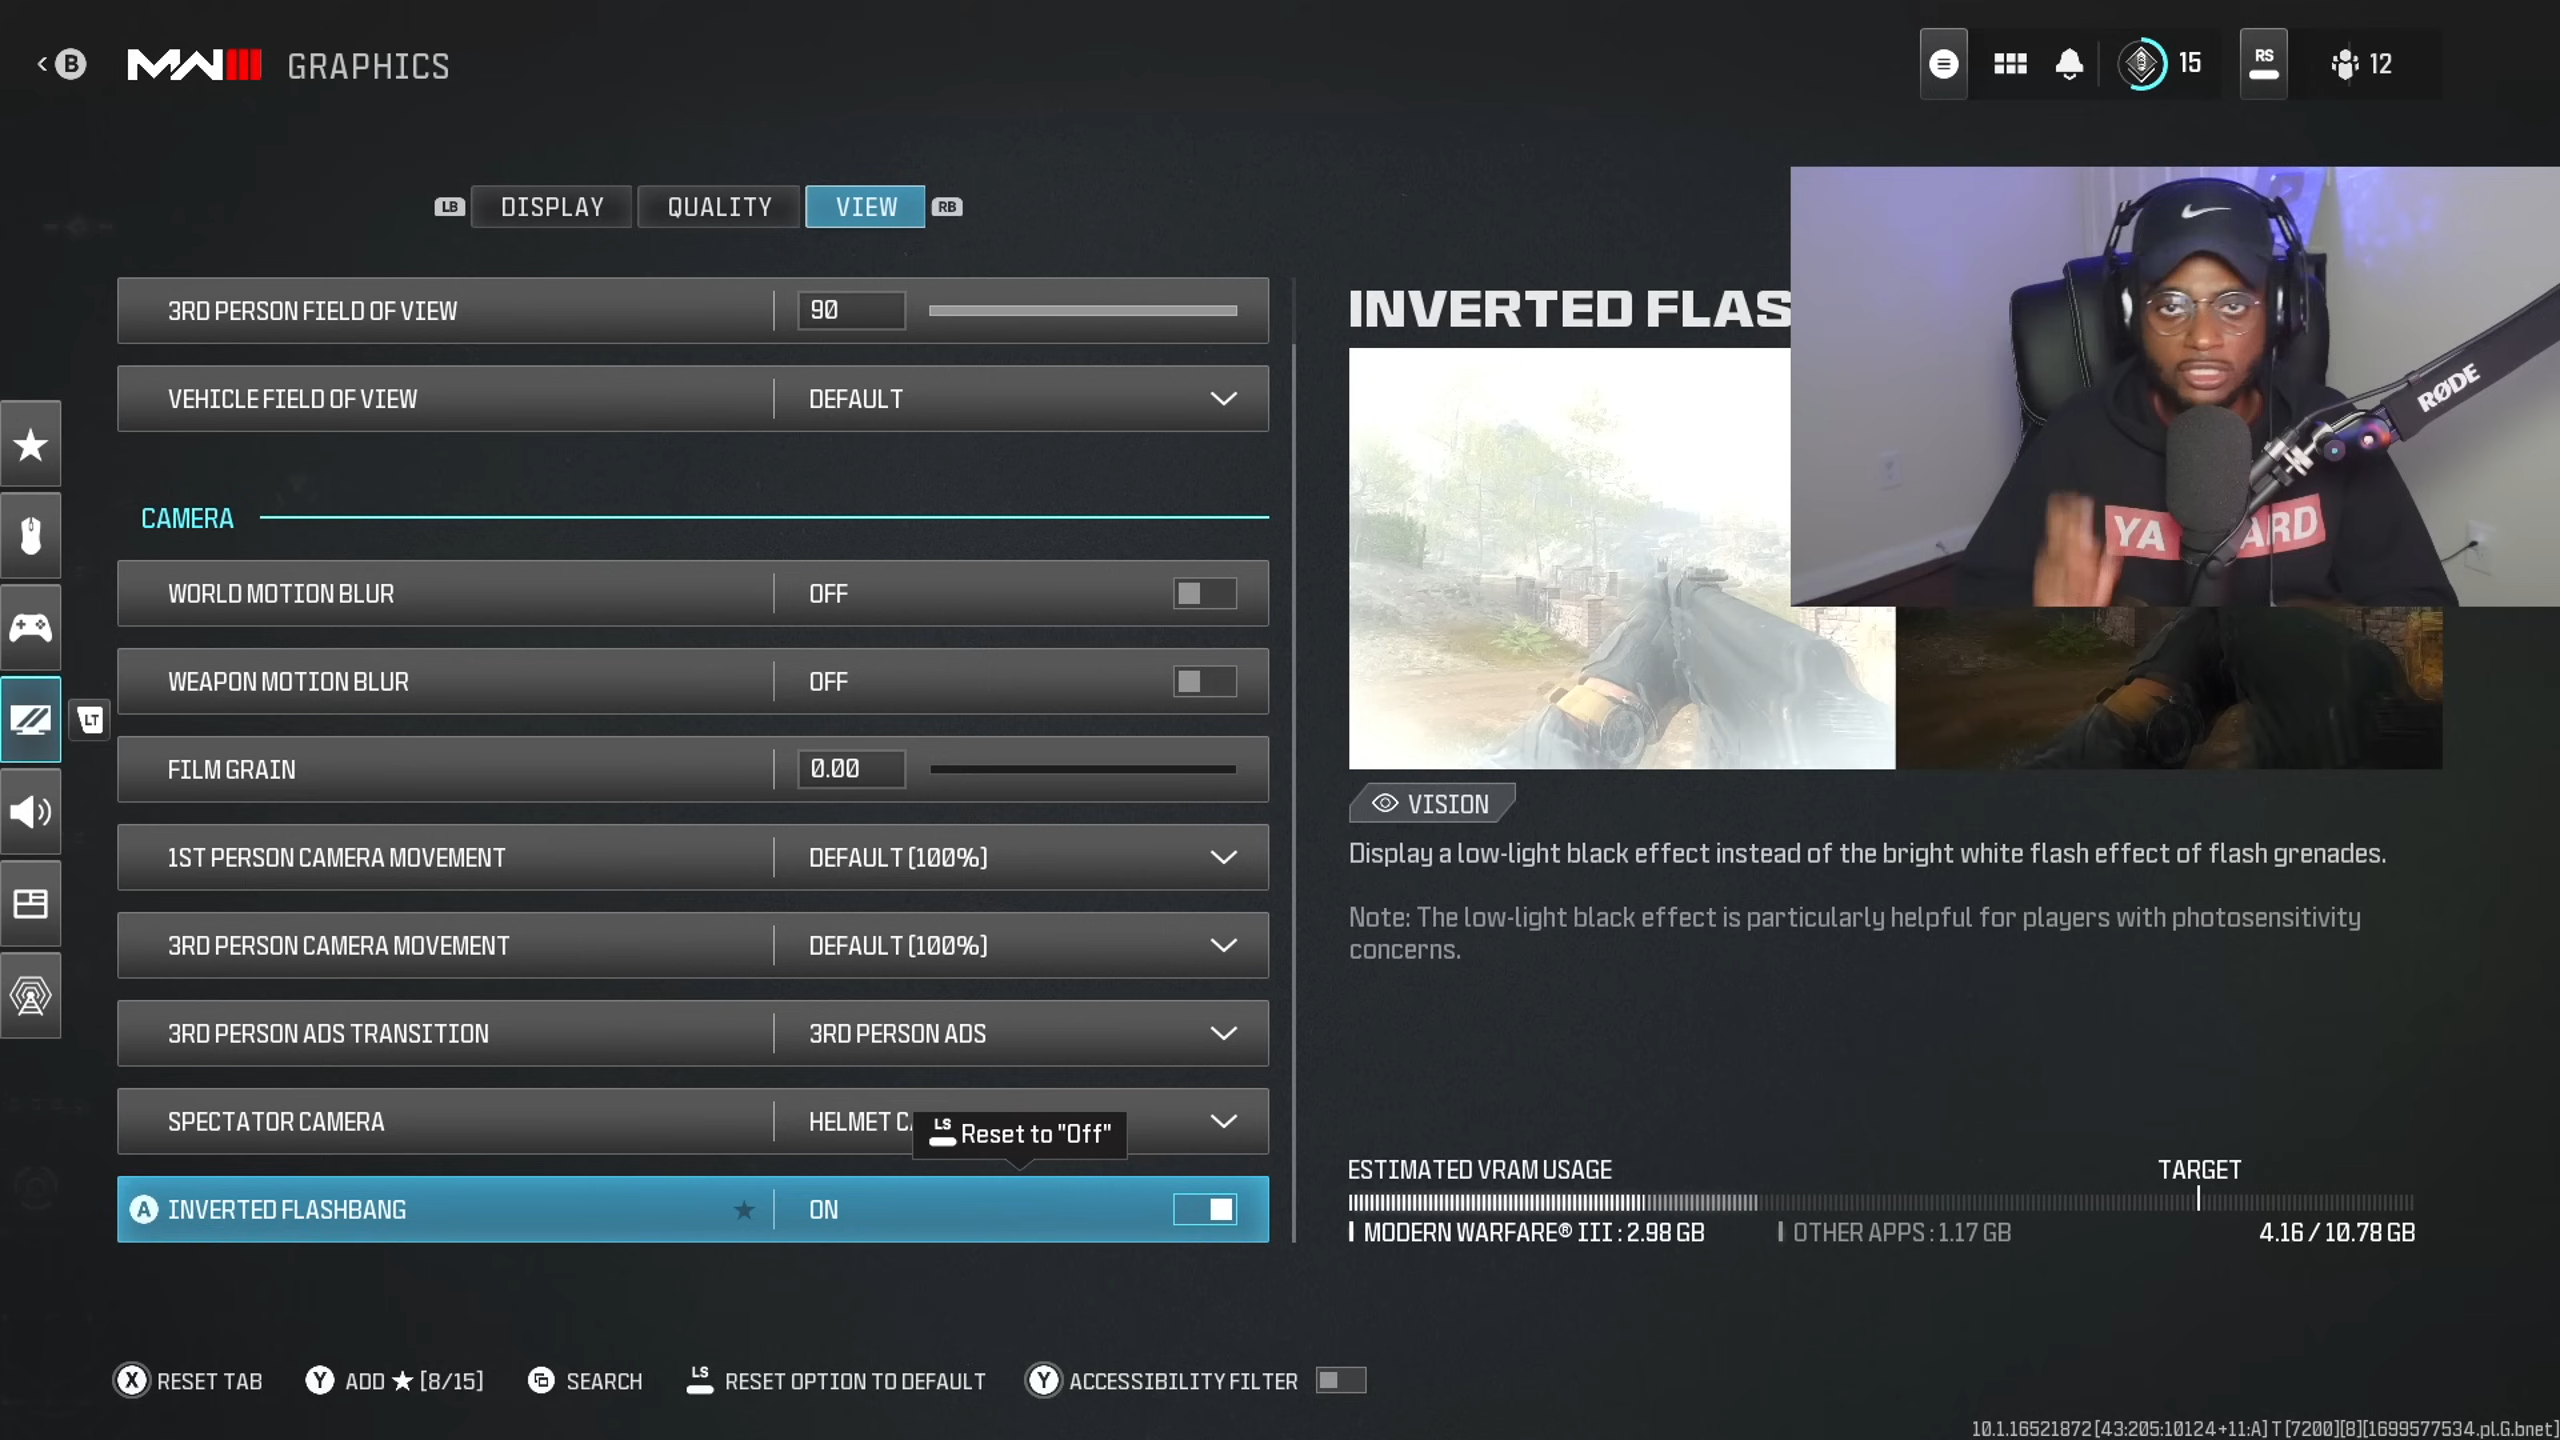 B MWIII GRAPHICS
15 RS 12
LB DISPLAY QUALITY VIEW RB
3RD PERSON FIELD OF VIEW 90
VEHICLE FIELD OF VIEW DEFAULT
CAMERA
WORLD MOTION BLUR OFF
WEAPON MOTION BLUR OFF
FILM GRAIN 0.00
1ST PERSON CAMERA MOVEMENT DEFAULT (100%)
3RD PERSON CAMERA MOVEMENT DEFAULT (100%)
3RD PERSON ADS TRANSITION 3RD PERSON ADS
SPECTATOR CAMERA HELMET
LS Reset to "Off"
A INVERTED FLASHBANG ON
LT
INVERTED
RØDE
YA ARD
VISION
Display a low-light black effect instead of the bright white flash effect of flash grenades.
Note: The low-light black effect is particularly helpful for players with photosensitivity
concerns.
ESTIMATED VRAM USAGE TARGET
MODERN WARFARE® III : 2.98 GB OTHER APPS : 1.17 GB 4.16 / 10.78 GB
X RESET TAB Y ADD ★ [8/15] SEARCH LS RESET OPTION TO DEFAULT Y ACCESSIBILITY FILTER
10.1.16521872 [43:205:10124+11:A] T [7200][8][1699577534.pl.G.bnet]